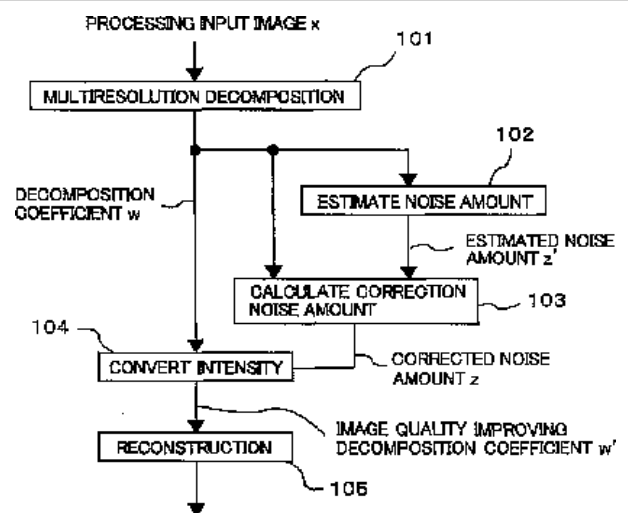 PROCESSING INPUT IMAGE x
101
MULTIRESOLUTION DECOMPOSITION
102
DECOMPOSITION
COEFFICIENT w
ESTIMATE NOISE AMOUNT
ESTIMATED NOISE
AMOUNT z'
CALCULATE CORRECTION
NOISE AMOUNT
103
104
CONVERT INTENSITY
CORRECTED NOISE
AMOUNT z
IMAGE QUALITY IMPROVING
DECOMPOSITION COEFFICIENT w'
RECONSTRUCTION
105